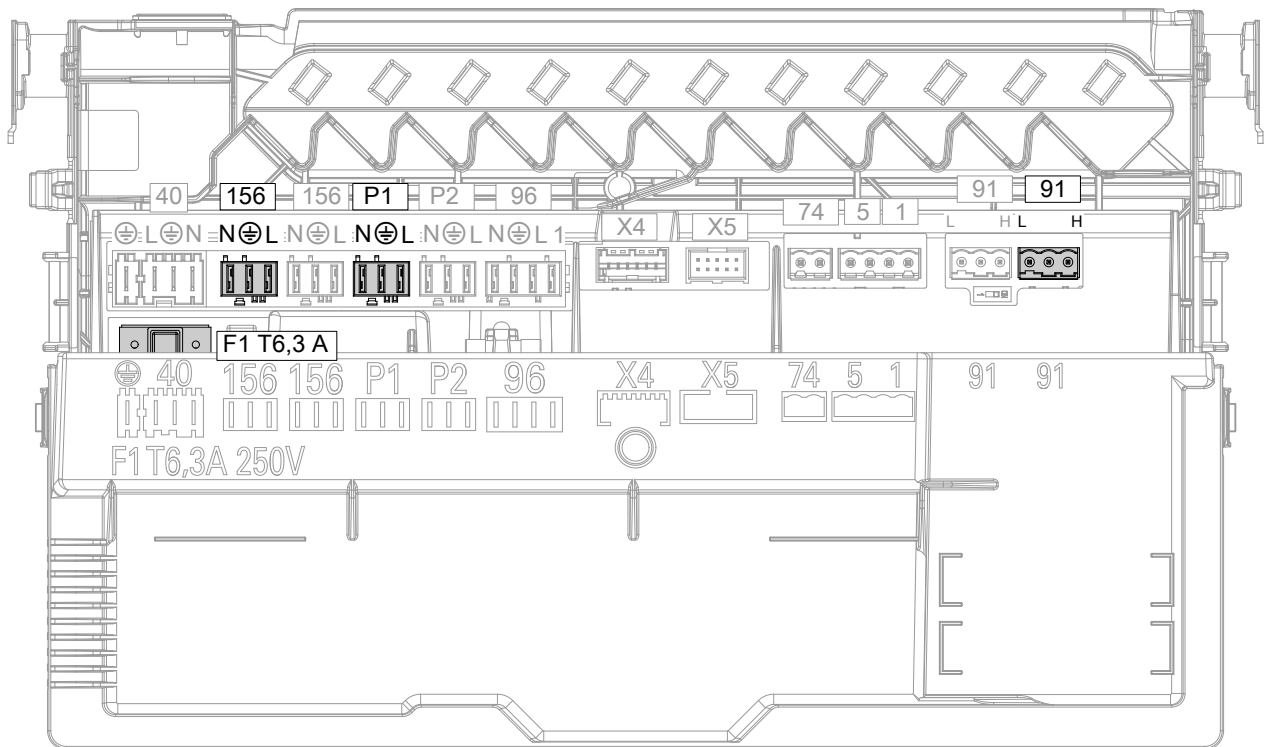 40 156 156 P1 P2 96 X4 X5 74 5 1 91 91
⏚ L ⏚ N N ⏚ L N ⏚ L N ⏚ L N ⏚ L N ⏚ L 1 L H L H
F1 T6,3 A
⏚ 40 156 156 P1 P2 96 X4 X5 74 5 1 91 91
F1 T6,3A 250V